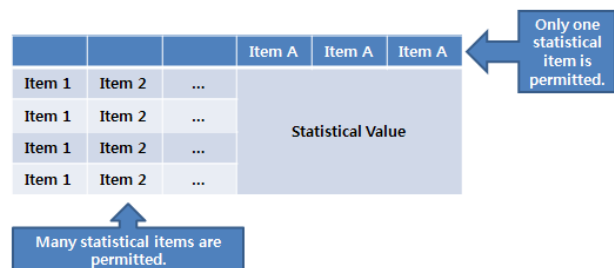 Item A Item A Item A
Only one
statistical
item is
permitted.
Item 1 Item 2 ...
Item 1 Item 2 ...
Statistical Value
Item 1 Item 2 ...
Item 1 Item 2 ...
Many statistical items are
permitted.